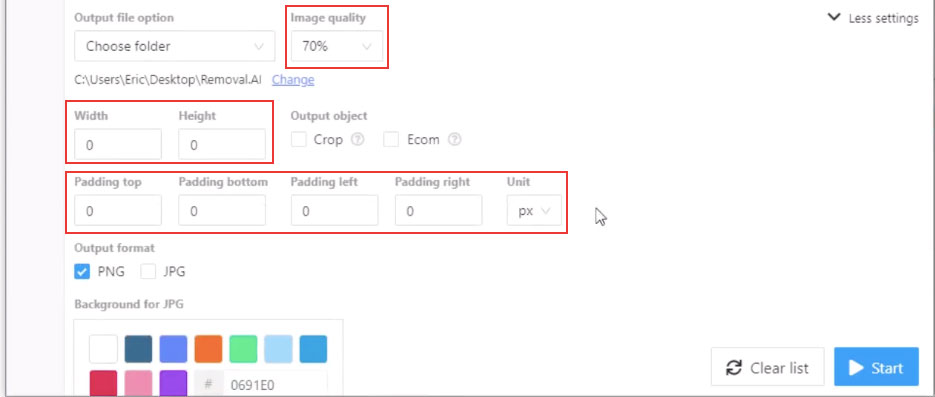 Output file option Image quality Less settings
Choose folder 70%
C:\Users\Eric\Desktop\Removal.AI Change
Width Height Output object
0 0 Crop ? Ecom ?
Padding top Padding bottom Padding left Padding right Unit
0 0 0 0 px
Output format
PNG JPG
Background for JPG
# 0691E0
Clear list Start